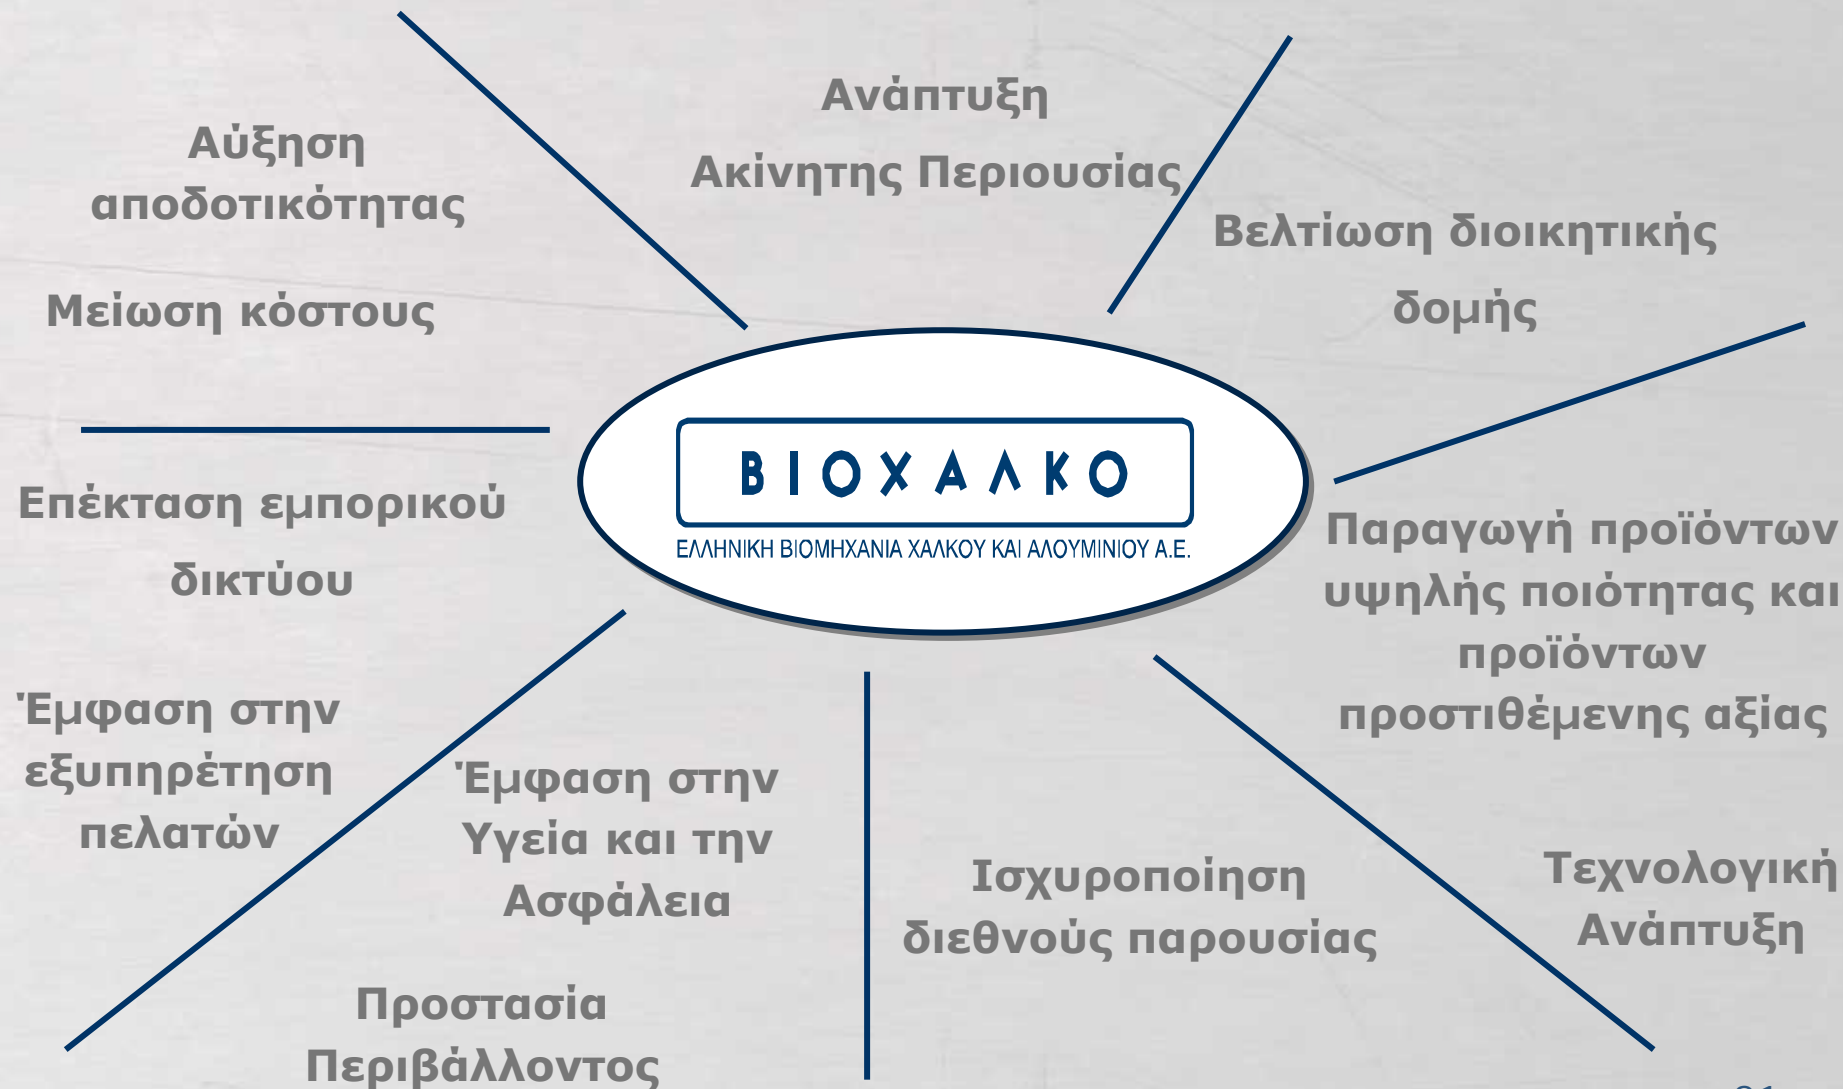 Ανάπτυξη
Ακίνητης Περιουσίας
Αύξηση
αποδοτικότητας
Μείωση κόστους
Βελτίωση διοικητικής
δομής
ΒΙΟΧΑΛΚΟ
ΕΛΛΗΝΙΚΗ ΒΙΟΜΗΧΑΝΙΑ ΧΑΛΚΟΥ ΚΑΙ ΑΛΟΥΜΙΝΙΟΥ Α.Ε.
Επέκταση εμπορικού
δικτύου
Παραγωγή προϊόντων
υψηλής ποιότητας και
προϊόντων
προστιθέμενης αξίας
Έμφαση στην
εξυπηρέτηση
πελατών
Έμφαση στην
Υγεία και την
Ασφάλεια
Προστασία
Περιβάλλοντος
Ισχυροποίηση
διεθνούς παρουσίας
Τεχνολογική
Ανάπτυξη